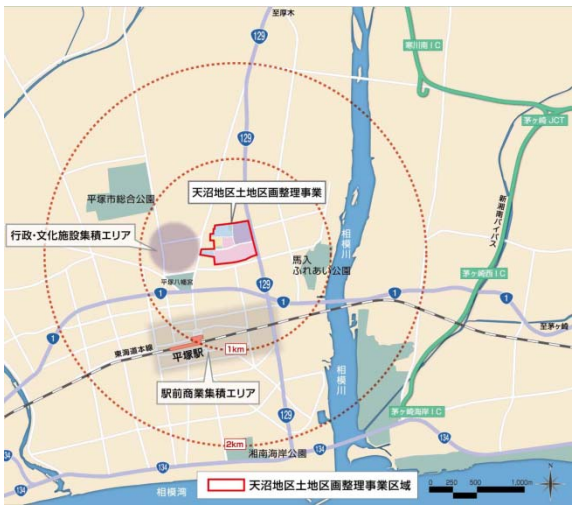 至厚木
129
寒川南IC
茅ヶ崎JCT
129
天沼地区土地区画整理事業
平塚市総合公園
行政・文化施設集積エリア
新湘南バイパス
相模川
馬入
ふれあい公園
平塚八幡宮
茅ヶ崎西IC
129
1
1
1
1
至茅ヶ崎
東海道本線
平塚駅
1km
駅前商業集積エリア
相模川
129
茅ヶ崎海岸IC
134
2km
湘南海岸公園
134
134
134
134
相模湾
天沼地区土地区画整理事業区域
0 250 500 1,000m
N